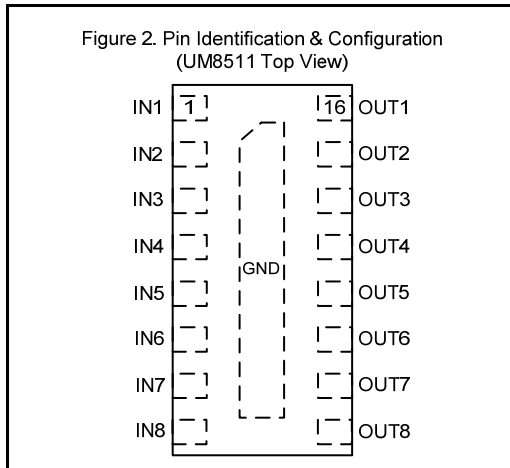 Figure 2. Pin Identification & Configuration
(UM8511 Top View)
IN1 1 16 OUT1
IN2 OUT2
IN3 OUT3
IN4 OUT4
GND
IN5 OUT5
IN6 OUT6
IN7 OUT7
IN8 OUT8